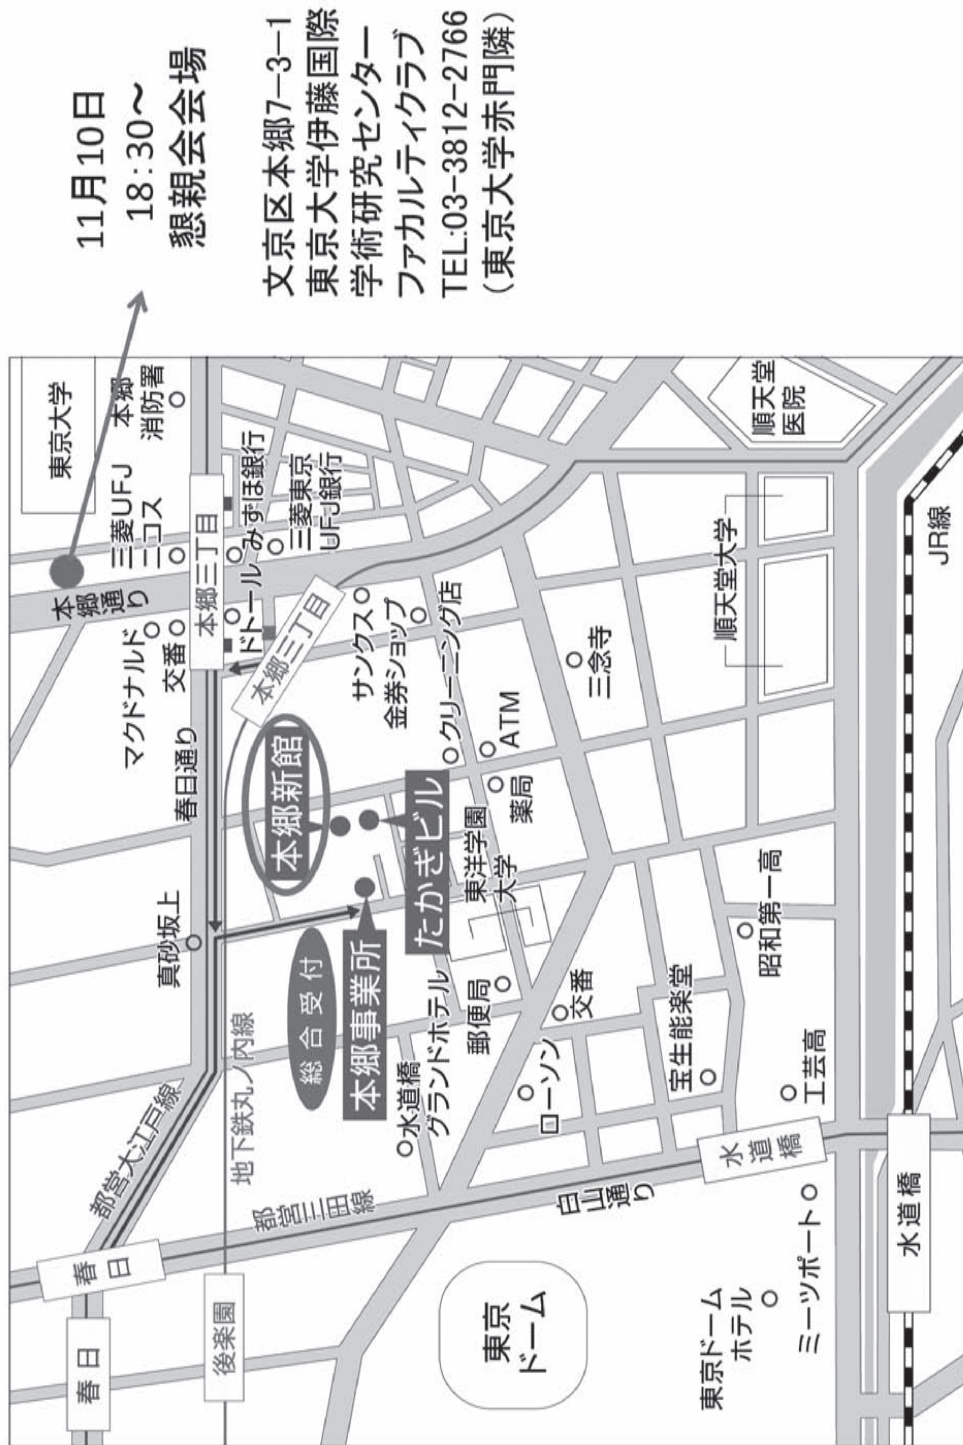 11月10日
18:30～
懇親会会場
文京区本郷7-3-1
東京大学伊藤国際
学術研究センター
ファカルティクラブ
TEL.03-3812-2766
（東京大学赤門隣）
東京大学
本郷
消防署
三菱UFJ
ニコス
本郷通り
マクドナルド
交番
本郷三丁目
ドトール
みずほ銀行
三菱東京
UFJ銀行
春日通り
本郷三丁目
サンクス
金券ショップ
クリーニング店
ATM
薬局
三念寺
順天堂大学
順天堂
医院
JR線
真砂坂上
本郷新館
たかぎビル
総合受付
本郷事業所
東洋学園
大学
都営大江戸線
地下鉄丸ノ内線
水道橋
グランドホテル
郵便局
交番
ローソン
宝生能楽堂
昭和第一高
工芸高
都営三田線
白山通り
水道橋
春日
春日
後楽園
東京
ドーム
東京ドーム
ホテル
ミーツポート
水道橋